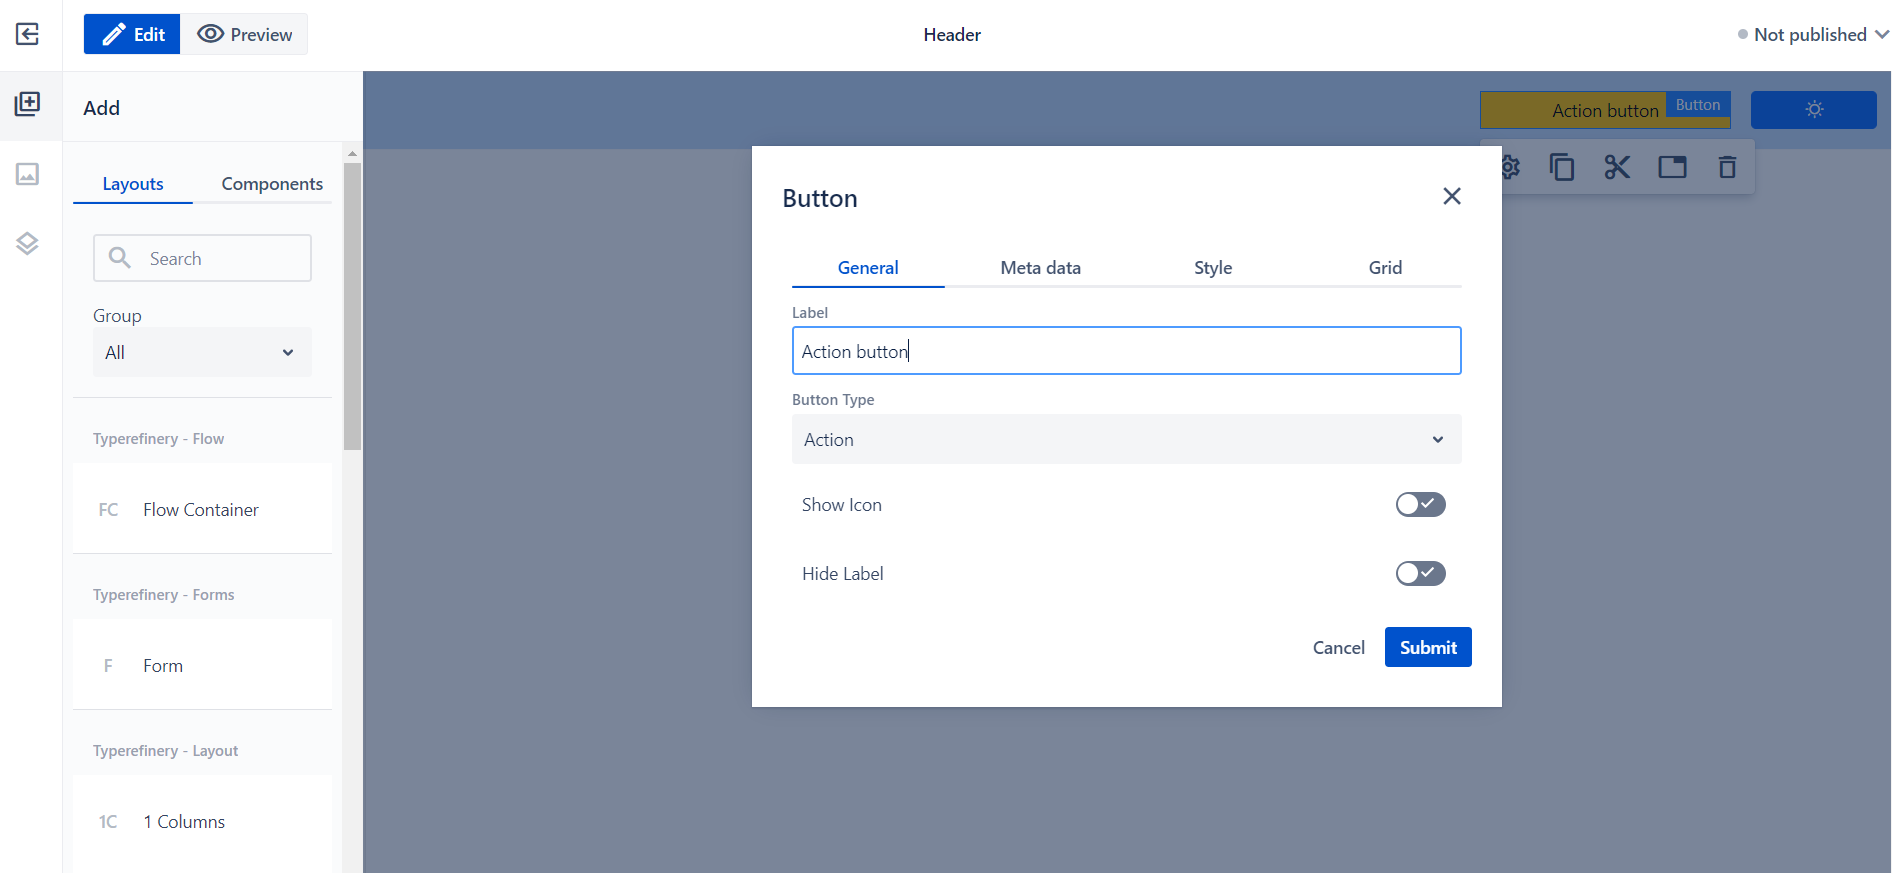 Edit
Preview
Header
Not published
Add
Action button
Button
Layouts
Components
Search
Group
All
Typerefinery - Flow
FC
Flow Container
Typerefinery - Forms
F
Form
Typerefinery - Layout
1C
1 Columns
Button
General
Meta data
Style
Grid
Label
Action button
Button Type
Action
Show Icon
Hide Label
Cancel
Submit